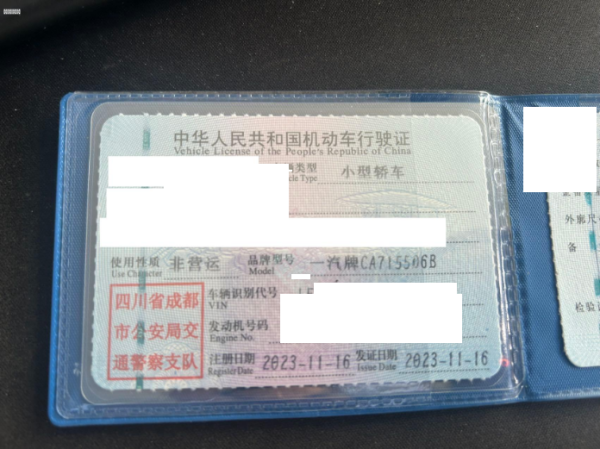 中华人民共和国机动车行驶证
Vehicle License of the People's Republic of China
类型 小型轿车
Type
使用性质 非营运 品牌型号 一汽牌CA715506B
Use Character Model
四川省成都
市公安局交
通警察支队
车辆识别代号
VIN
发动机号码
Engine No.
注册日期 2023-11-16 发证日期 2023-11-16
Register Date Issue Date
外廓尺
备
检验